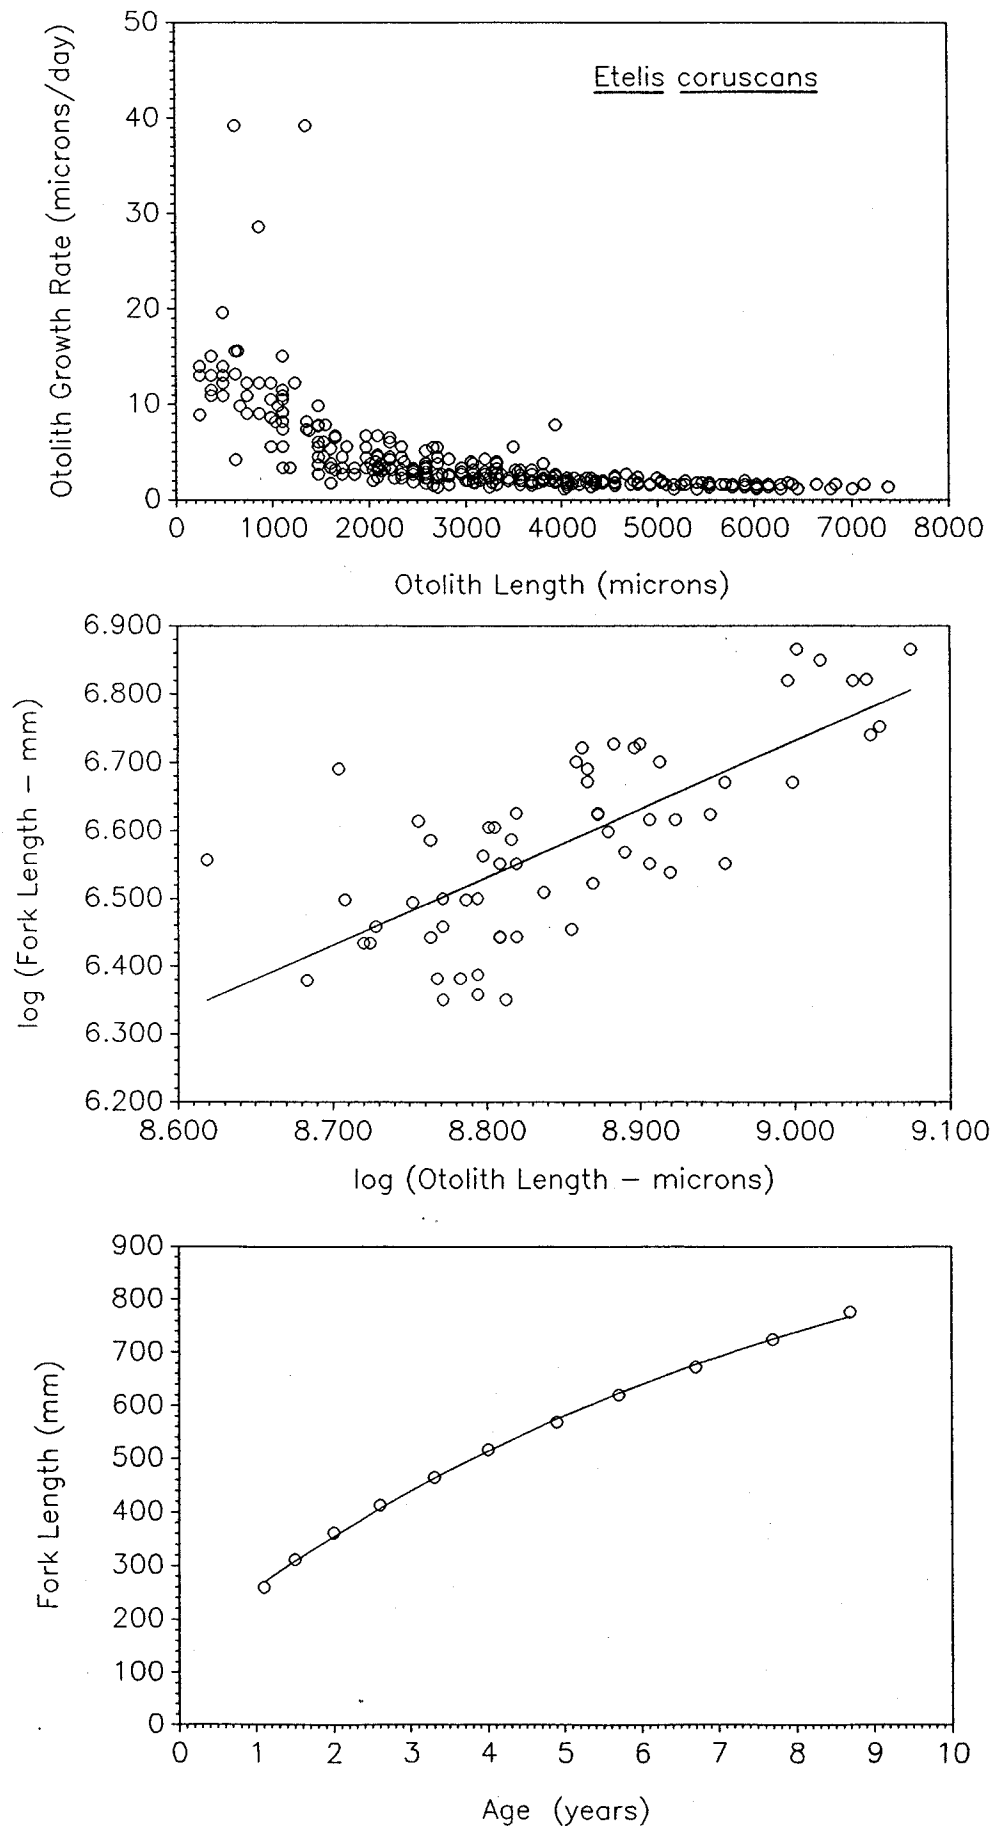 50
40
30
20
10
0
Otolith Growth Rate (microns/day)
Etelis coruscans
0 1000 2000 3000 4000 5000 6000 7000 8000
Otolith Length (microns)
6.900
6.800
6.700
6.600
6.500
6.400
6.300
6.200
log (Fork Length – mm)
8.600 8.700 8.800 8.900 9.000 9.100
log (Otolith Length – microns)
900
800
700
600
500
400
300
200
100
0
Fork Length (mm)
0 1 2 3 4 5 6 7 8 9 10
Age (years)